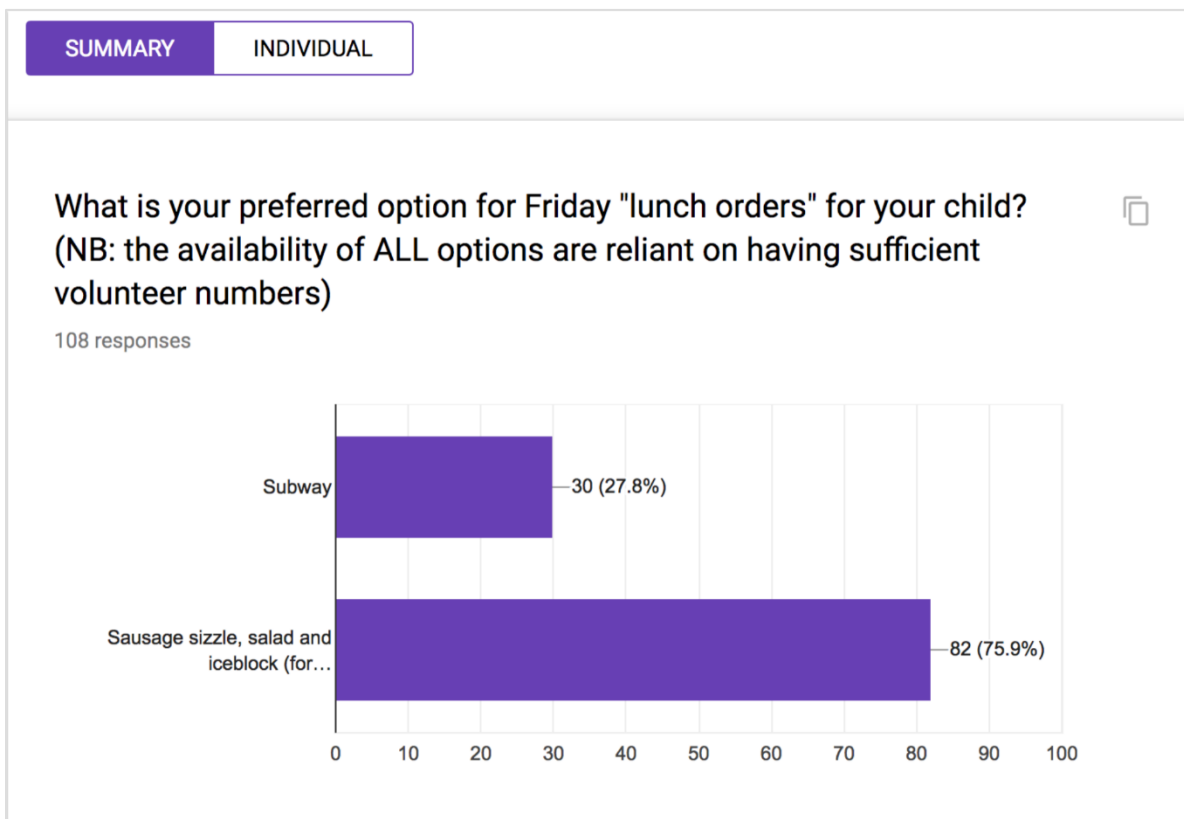 SUMMARY INDIVIDUAL
What is your preferred option for Friday "lunch orders" for your child?
(NB: the availability of ALL options are reliant on having sufficient
volunteer numbers)
108 responses
Subway
30 (27.8%)
Sausage sizzle, salad and
iceblock (for…
82 (75.9%)
0 10 20 30 40 50 60 70 80 90 100